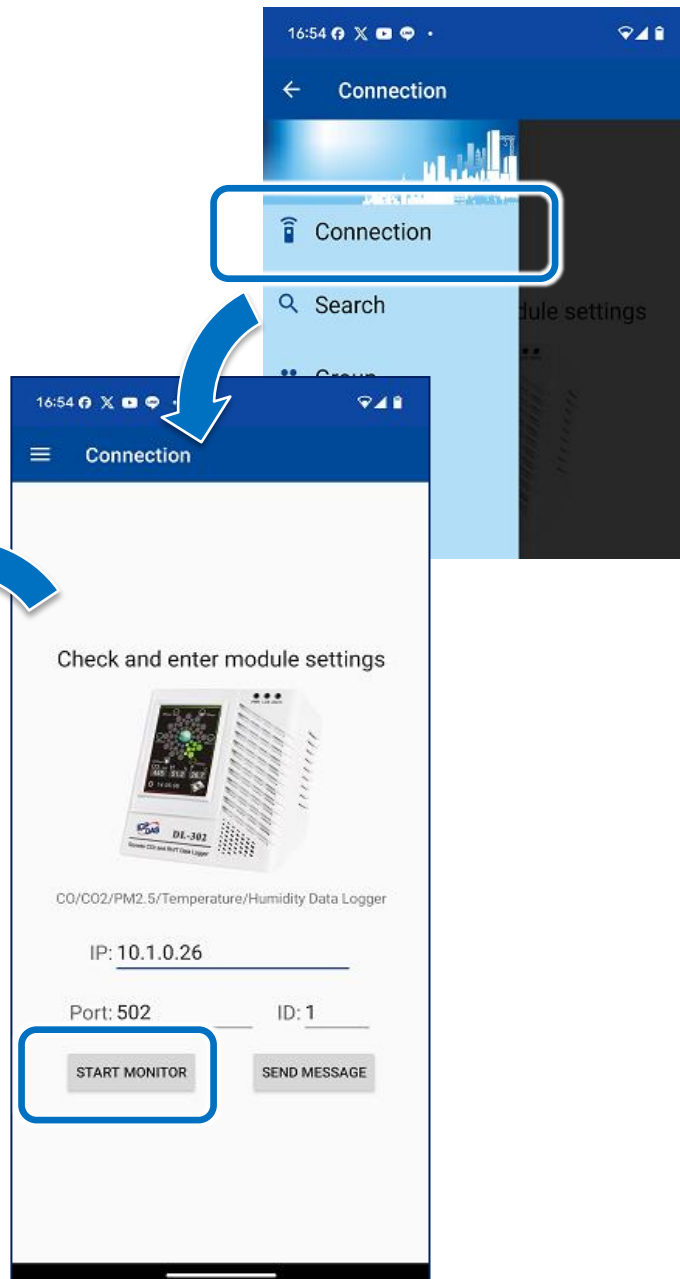 16:54
Connection
Connection
Search
dule settings
Group
16:54
Connection
Check and enter module settings
DL-302
CO/CO2/PM2.5/Temperature/Humidity Data Logger
IP: 10.1.0.26
Port: 502 ID: 1
START MONITOR SEND MESSAGE